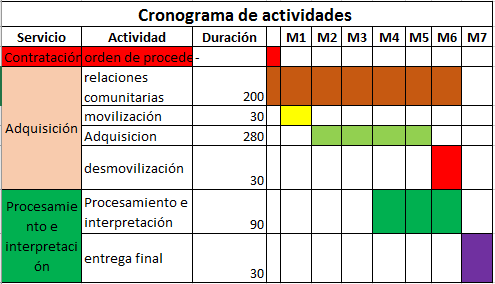 Cronograma de actividades
Servicio Actividad Duración M1 M2 M3 M4 M5 M6 M7
Contratación orden de procede -
Adquisición
relaciones
comunitarias 200
movilización 30
Adquisicion 280
desmovilización 30
Procesamie
nto e
interpretaci
ón
Procesamiento e
interpretación 90
entrega final 30